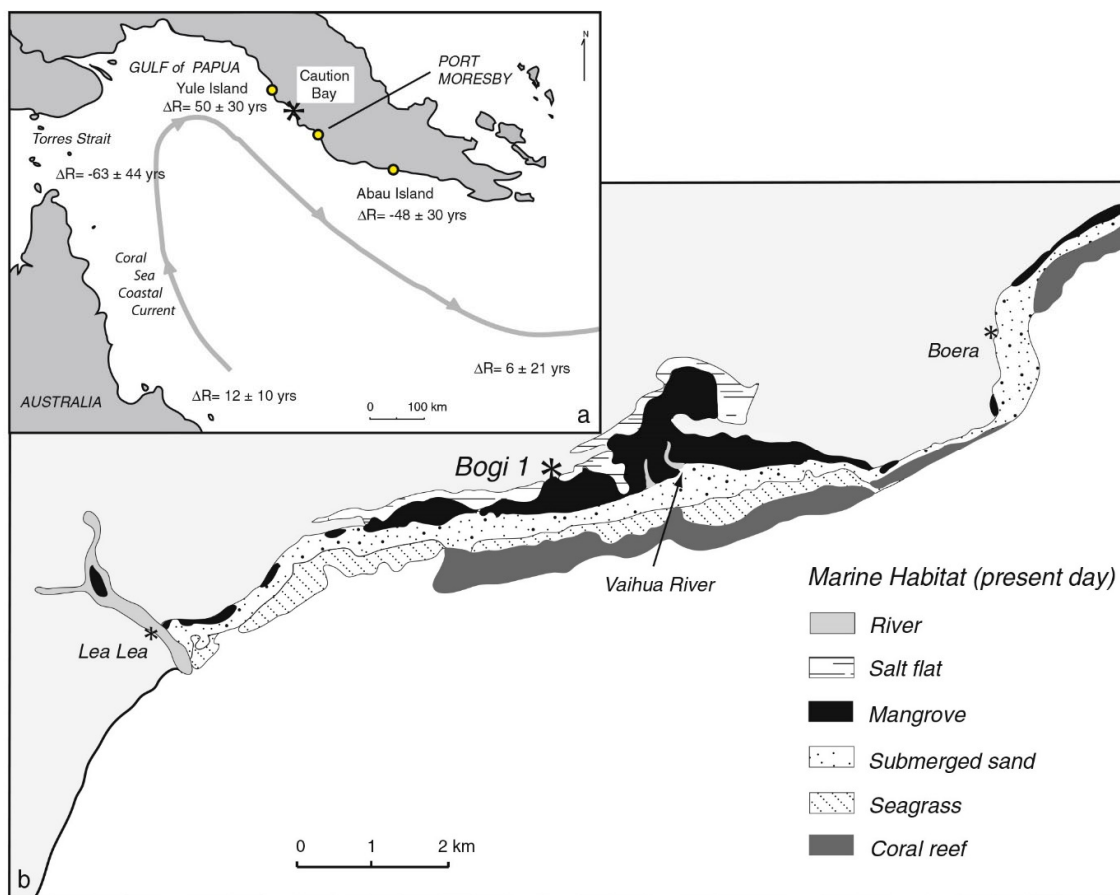 GULF of PAPUA
Yule Island
ΔR= 50 ± 30 yrs
Caution
Bay
PORT
MORESBY
N
Torres Strait
ΔR= -63 ± 44 yrs
Abau Island
ΔR= -48 ± 30 yrs
Coral
Sea
Coastal
Current
AUSTRALIA
ΔR= 12 ± 10 yrs
ΔR= 6 ± 21 yrs
0 100 km
a
Boera
Bogi 1
Vaihua River
Lea Lea
Marine Habitat (present day)
River
Salt flat
Mangrove
Submerged sand
Seagrass
Coral reef
0 1 2 km
b